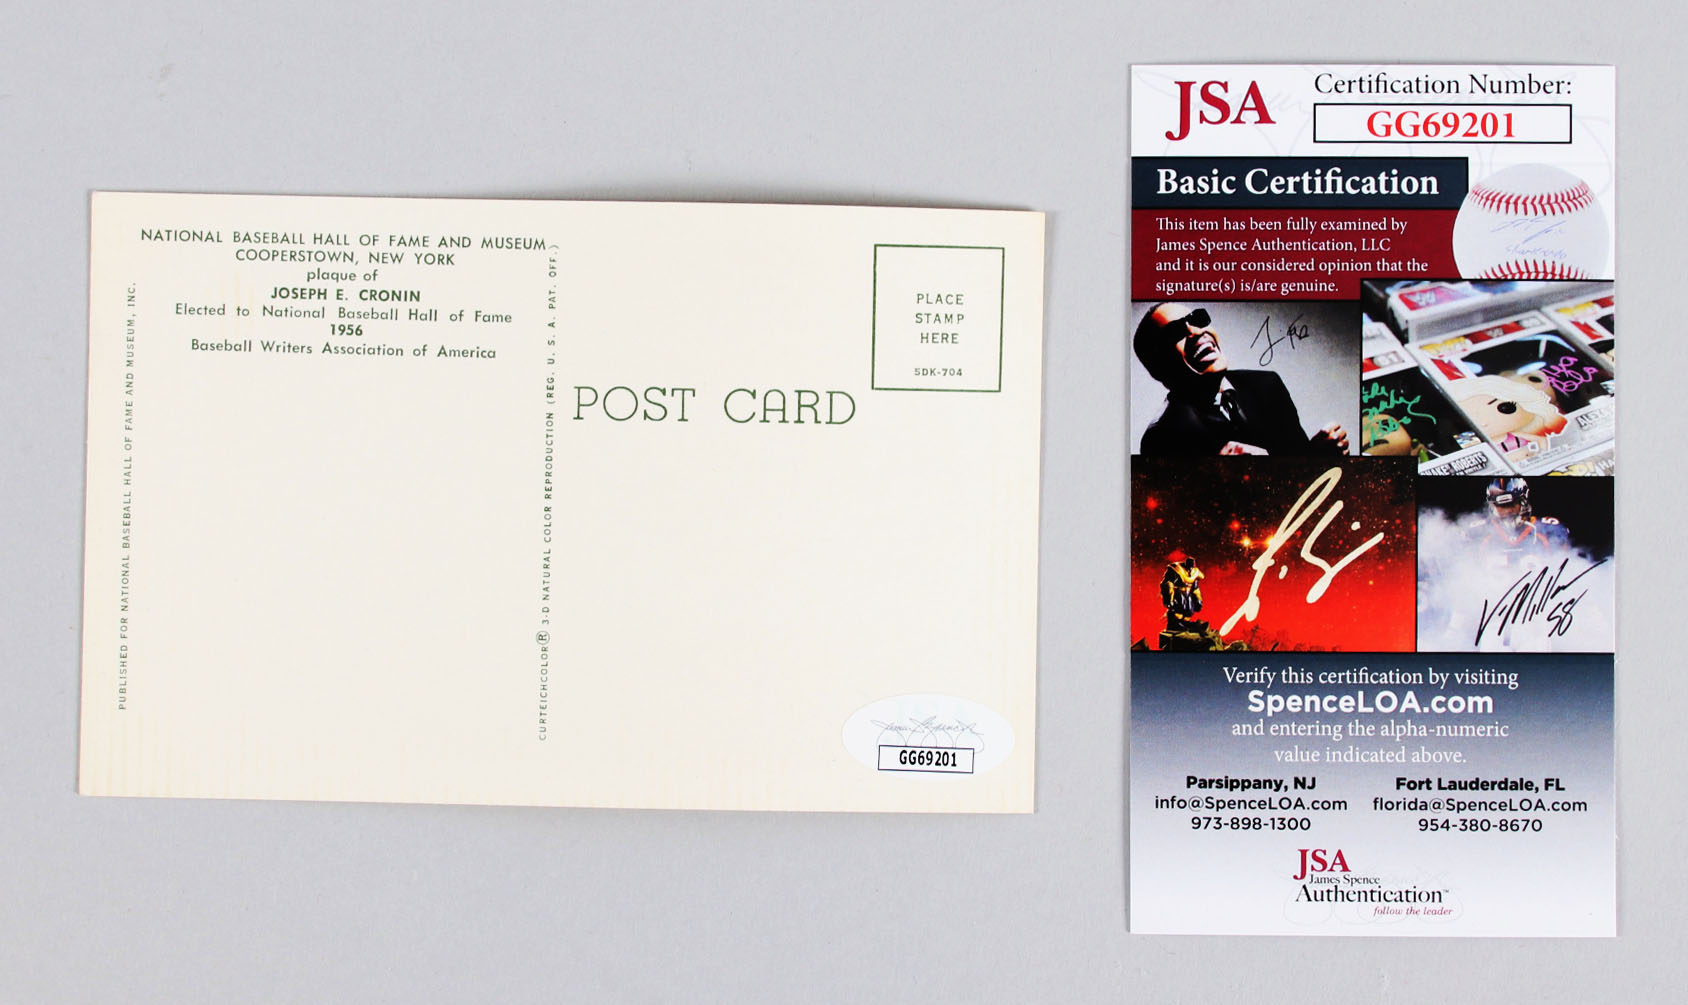 NATIONAL BASEBALL HALL OF FAME AND MUSEUM
COOPERSTOWN, NEW YORK
plaque of
JOSEPH E. CRONIN
Elected to National Baseball Hall of Fame
1956
Baseball Writers Association of America
PUBLISHED FOR NATIONAL BASEBALL HALL OF FAME AND MUSEUM, INC.
CURTEICHCOLOR® 3-D NATURAL COLOR REPRODUCTION (REG. U. S. A. PAT. OFF.)
POST CARD
PLACE
STAMP
HERE
SDK-704
GG69201
JSA
Certification Number:
GG69201
Basic Certification
This item has been fully examined by
James Spence Authentication, LLC
and it is our considered opinion that the
signature(s) is/are genuine.
Verify this certification by visiting
SpenceLOA.com
and entering the alpha-numeric
value indicated above.
Parsippany, NJ
info@SpenceLOA.com
973-898-1300
Fort Lauderdale, FL
florida@SpenceLOA.com
954-380-8670
JSA
James Spence
Authentication™
follow the leader